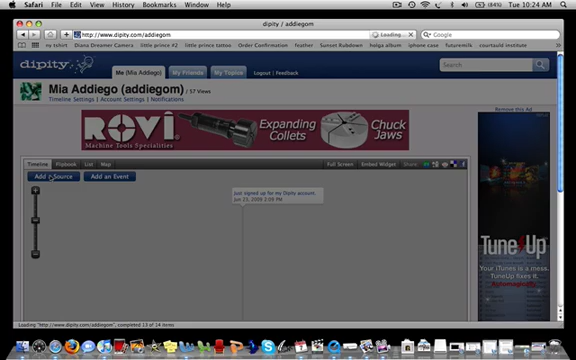 Safari File Edit View History Bookmarks Window Help (84%) Tue 10:24 AM
dipity / addiegom
http://www.dipity.com/addiegom Loading... Google
ny tshirt Diana Dreamer Camera little prince #2 little prince tattoo Order Confirmation feather Sunset Rubdown helga album iphone case futuremilk courtauld institute
dipity Me (Mia Addiego) My Friends My Topics Logout | Feedback Search
Mia Addiego (addiegom) / 57 Views
Timeline Settings | Account Settings | Notifications
Remove this Ad
ROVI Machine Tools Specialities Expanding Collets Chuck Jaws
Timeline Flipbook List Map Full Screen Embed Widget Share:
Add a Source Add an Event
Just signed up for my Dipity account.
Jun 23, 2009 2:09 PM
TuneUp
Your iTunes is a mess.
Loading "http://www.dipity.com/addiegom", completed 13 of 14 items